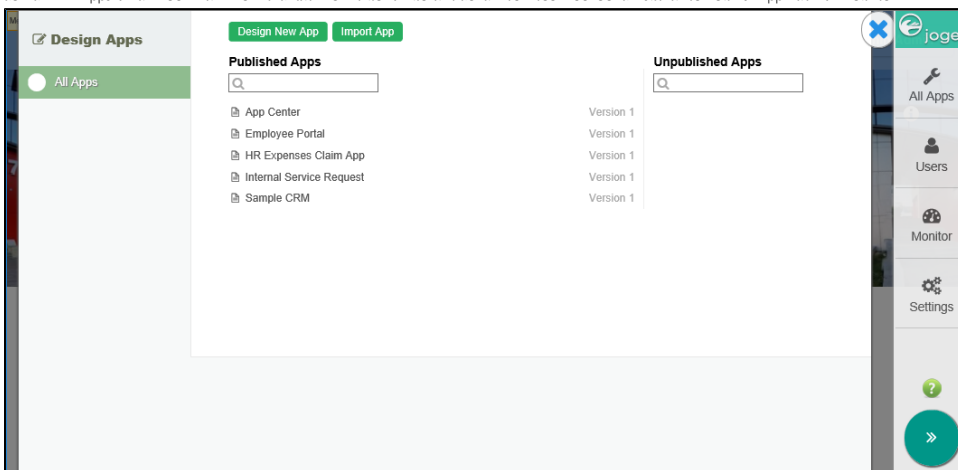 Design Apps
All Apps
Design New App Import App
Published Apps
App Center Version 1
Employee Portal Version 1
HR Expenses Claim App Version 1
Internal Service Request Version 1
Sample CRM Version 1
Unpublished Apps
joge
All Apps
Users
Monitor
Settings